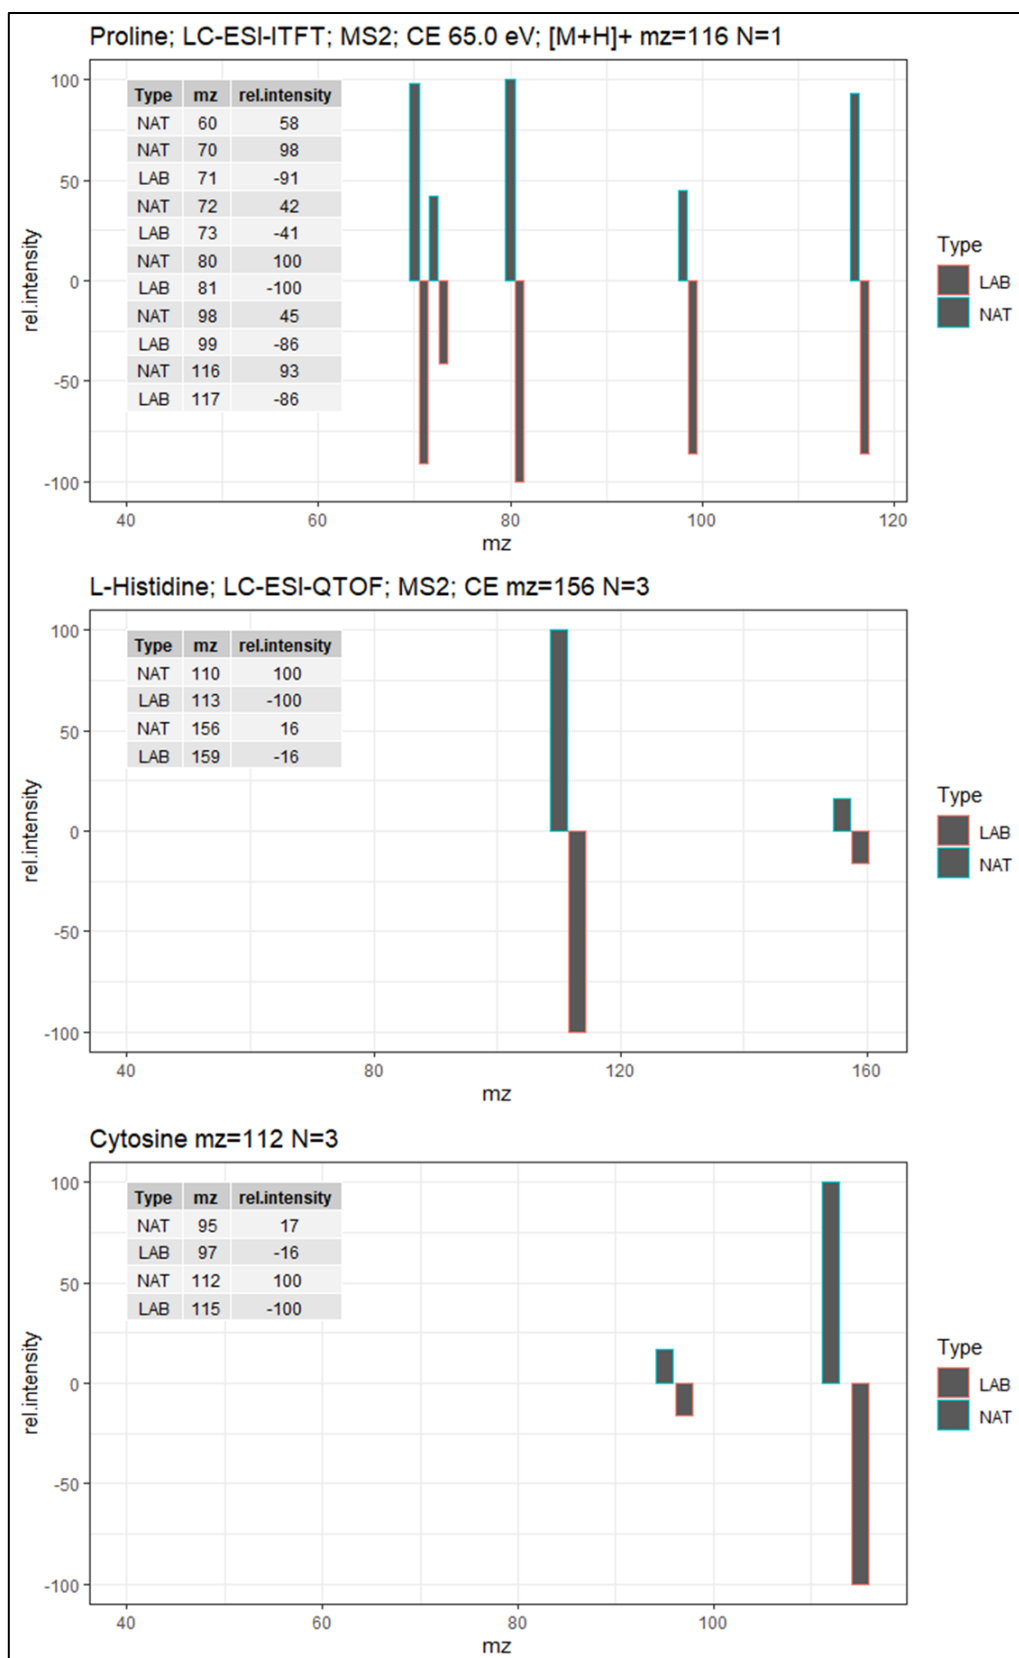 Proline; LC-ESI-ITFT; MS2; CE 65.0 eV; [M+H]+ mz=116 N=1
Type mz rel.intensity
NAT 60 58
NAT 70 98
LAB 71 -91
NAT 72 42
LAB 73 -41
NAT 80 100
LAB 81 -100
NAT 98 45
LAB 99 -86
NAT 116 93
LAB 117 -86
100
50
0
-50
-100
rel.intensity
40 60 80 100 120
mz
Type
LAB
NAT
L-Histidine; LC-ESI-QTOF; MS2; CE mz=156 N=3
Type mz rel.intensity
NAT 110 100
LAB 113 -100
NAT 156 16
LAB 159 -16
100
50
0
-50
-100
rel.intensity
40 80 120 160
mz
Type
LAB
NAT
Cytosine mz=112 N=3
Type mz rel.intensity
NAT 95 17
LAB 97 -16
NAT 112 100
LAB 115 -100
100
50
0
-50
-100
rel.intensity
40 60 80 100
mz
Type
LAB
NAT